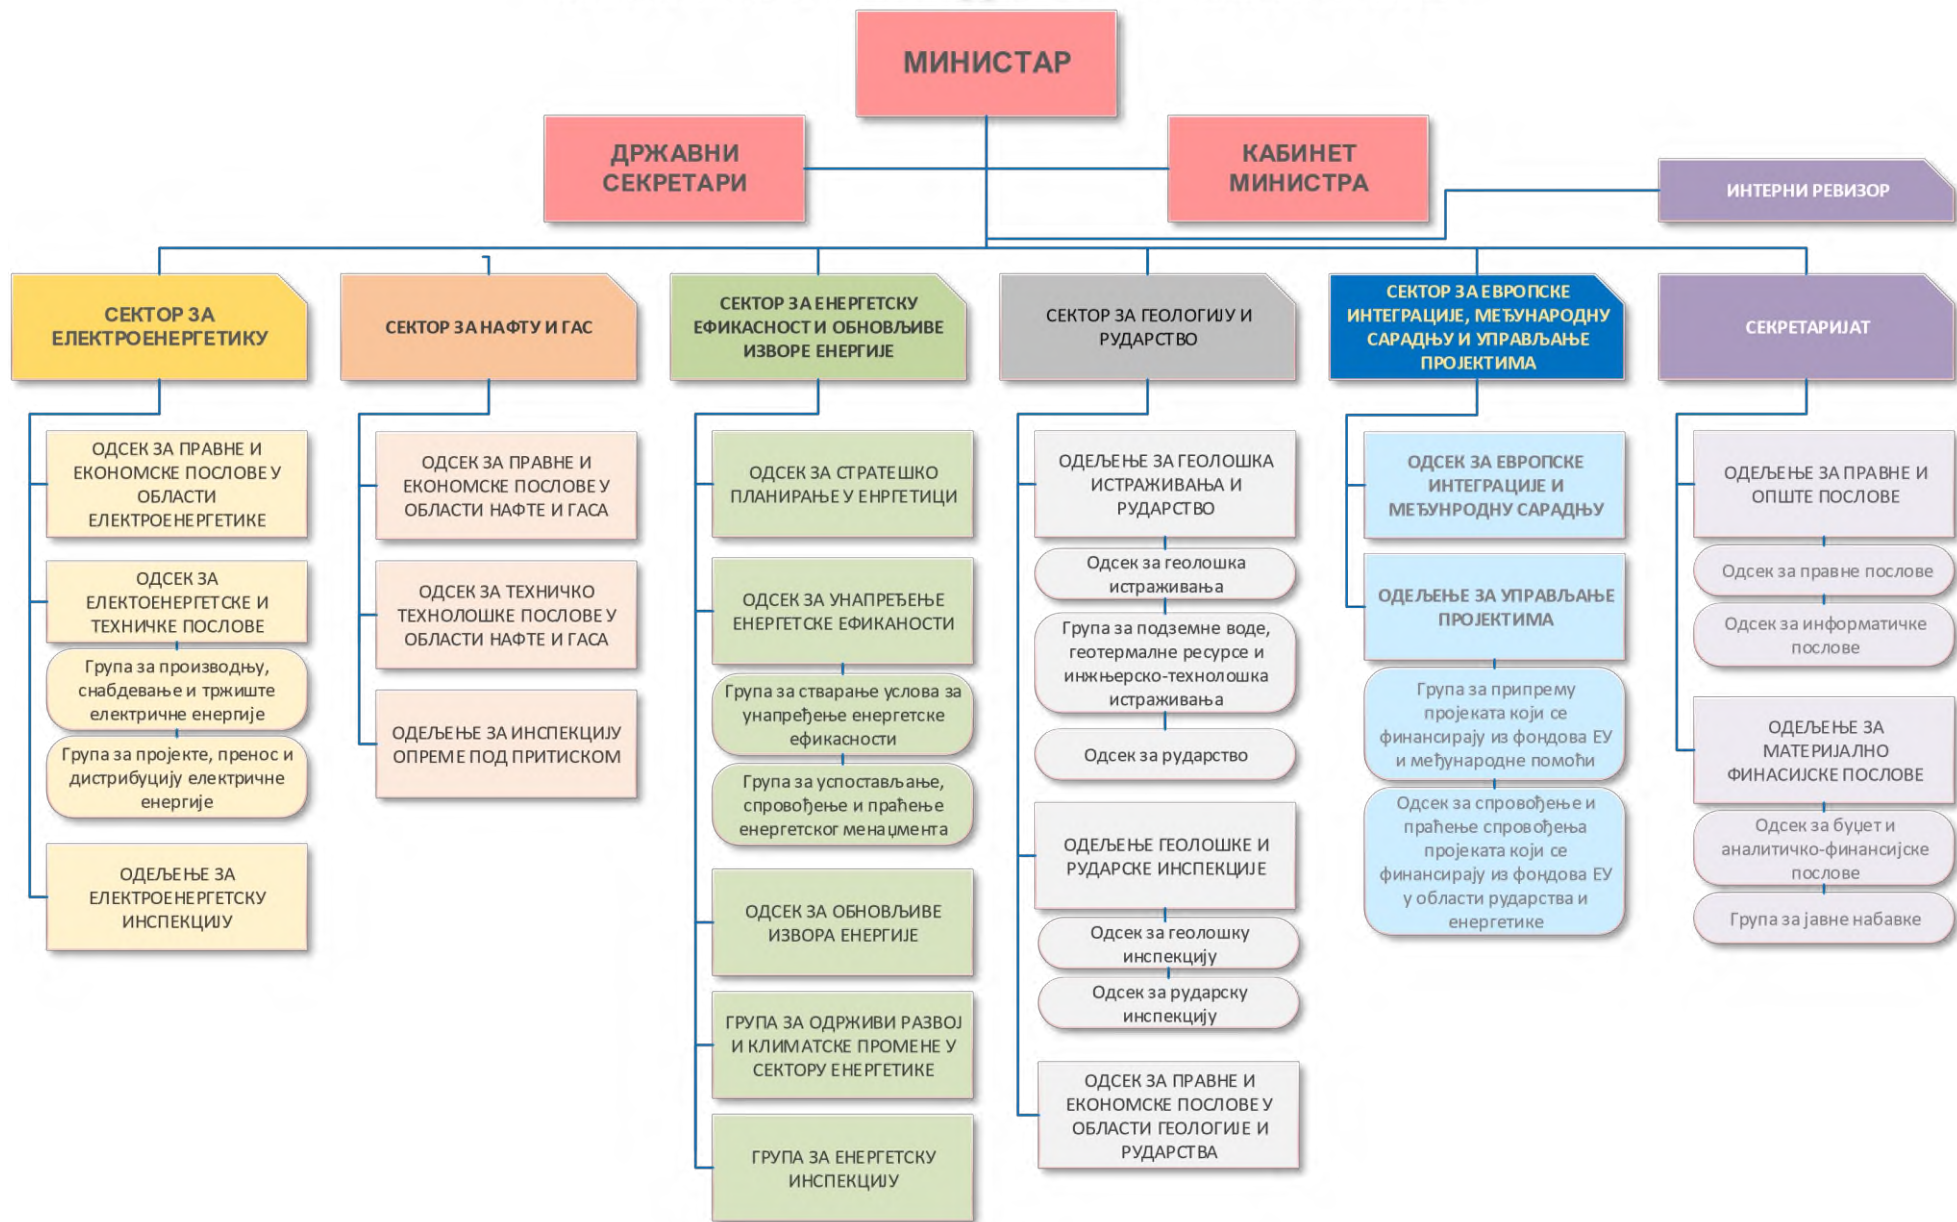 МИНИСТАР
ДРЖАВНИ
СЕКРЕТАРИ
КАБИНЕТ
МИНИСТРА
ИНТЕРНИ РЕВИЗОР
СЕКТОР ЗА
ЕЛЕКТРОЕНЕРГЕТИКУ
СЕКТОР ЗА НАФТУ И ГАС
СЕКТОР ЗА ЕНЕРГЕТСКУ
ЕФИКАСНОСТ И ОБНОВЉИВЕ
ИЗВОРЕ ЕНЕРГИЈЕ
СЕКТОР ЗА ГЕОЛОГИЈУ И
РУДАРСТВО
СЕКТОР ЗА ЕВРОПСКЕ
ИНТЕГРАЦИЈЕ, МЕЂУНАРОДНУ
САРАДЊУ И УПРАВЉАЊЕ
ПРОЈЕКТИМА
СЕКРЕТАРИЈАТ
ОДСЕК ЗА ПРАВНЕ И
ЕКОНОМСКЕ ПОСЛОВЕ У
ОБЛАСТИ
ЕЛЕКТРОЕНЕРГЕТИКЕ
ОДСЕК ЗА
ЕЛЕКТОЕНЕРГЕТСКЕ И
ТЕХНИЧКЕ ПОСЛОВЕ
Група за производњу,
снабдевање и тржиште
електричне енергије
Група за пројекте, пренос и
дистрибуцију електричне
енергије
ОДЕЉЕЊЕ ЗА
ЕЛЕКТРОЕНЕРГЕТСКУ
ИНСПЕКЦИЈУ
ОДСЕК ЗА ПРАВНЕ И
ЕКОНОМСКЕ ПОСЛОВЕ У
ОБЛАСТИ НАФТЕ И ГАСА
ОДСЕК ЗА ТЕХНИЧКО
ТЕХНОЛОШКЕ ПОСЛОВЕ У
ОБЛАСТИ НАФТЕ И ГАСА
ОДЕЉЕЊЕ ЗА ИНСПЕКЦИЈУ
ОПРЕМЕ ПОД ПРИТИСКОМ
ОДСЕК ЗА СТРАТЕШКО
ПЛАНИРАЊЕ У ЕНРГЕТИЦИ
ОДСЕК ЗА УНАПРЕЂЕЊЕ
ЕНЕРГЕТСКЕ ЕФИКАНОСТИ
Група за стварање услова за
унапређење енергетске
ефикасности
Група за успостављање,
спровођење и праћење
енергетског менаџмента
ОДСЕК ЗА ОБНОВЉИВЕ
ИЗВОРА ЕНЕРГИЈЕ
ГРУПА ЗА ОДРЖИВИ РАЗВОЈ
И КЛИМАТСКЕ ПРОМЕНЕ У
СЕКТОРУ ЕНЕРГЕТИКЕ
ГРУПА ЗА ЕНЕРГЕТСКУ
ИНСПЕКЦИЈУ
ОДЕЉЕЊЕ ЗА ГЕОЛОШКА
ИСТРАЖИВАЊА И
РУДАРСТВО
Одсек за геолошка
истраживања
Група за подземне воде,
геотермалне ресурсе и
инжњерско-технолошка
истраживања
Одсек за рударство
ОДЕЉЕЊЕ ГЕОЛОШКЕ И
РУДАРСКЕ ИНСПЕКЦИЈЕ
Одсек за геолошку
инспекцију
Одсек за рударску
инспекцију
ОДСЕК ЗА ПРАВНЕ И
ЕКОНОМСКЕ ПОСЛОВЕ У
ОБЛАСТИ ГЕОЛОГИЈЕ И
РУДАРСТВА
ОДСЕК ЗА ЕВРОПСКЕ
ИНТЕГРАЦИЈЕ И
МЕЂУНРОДНУ САРАДЊУ
ОДЕЉЕЊЕ ЗА УПРАВЉАЊЕ
ПРОЈЕКТИМА
Група за припрему
пројеката који се
финансирају из фондова ЕУ
и међународне помоћи
Одсек за спровођење и
праћење спровођења
пројеката који се
финансирају из фондова ЕУ
у области рударства и
енергетике
ОДЕЉЕЊЕ ЗА ПРАВНЕ И
ОПШТЕ ПОСЛОВЕ
Одсек за правне послове
Одсек за информатичке
послове
ОДЕЉЕЊЕ ЗА
МАТЕРИЈАЛНО
ФИНАСИЈСКЕ ПОСЛОВЕ
Одсек за буџет и
аналитичко-финансијске
послове
Група за јавне набавке